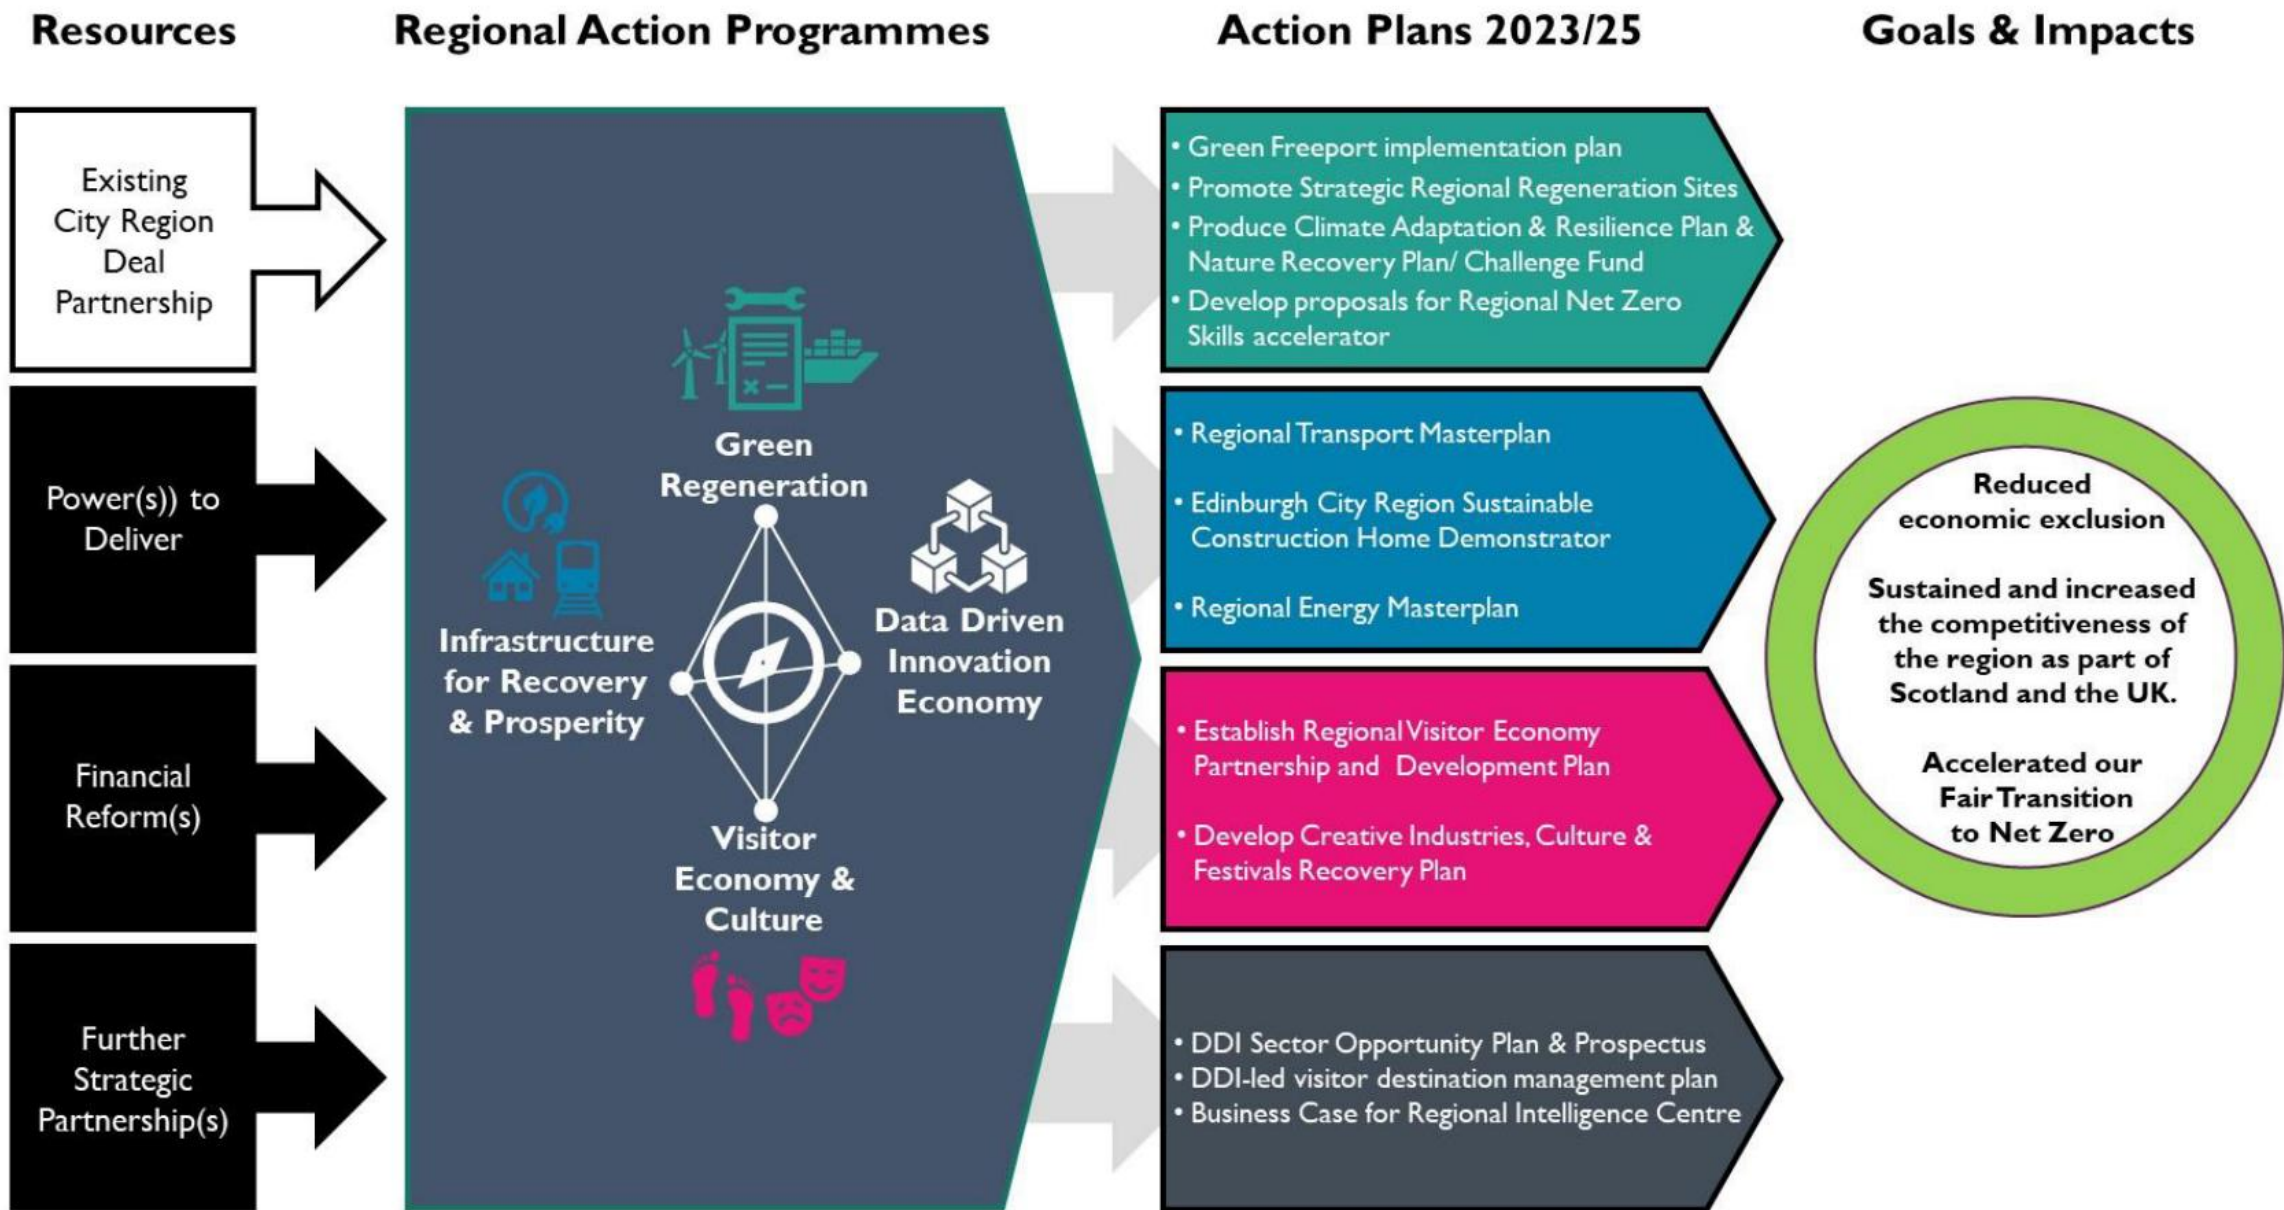 Resources
Regional Action Programmes
Action Plans 2023/25
Goals & Impacts
Existing
City Region
Deal
Partnership
Power(s)) to
Deliver
Financial
Reform(s)
Further
Strategic
Partnership(s)
Green
Regeneration
Infrastructure
for Recovery
& Prosperity
Data Driven
Innovation
Economy
Visitor
Economy &
Culture
• Green Freeport implementation plan
• Promote Strategic Regional Regeneration Sites
• Produce Climate Adaptation & Resilience Plan &
Nature Recovery Plan/ Challenge Fund
• Develop proposals for Regional Net Zero
Skills accelerator
• Regional Transport Masterplan
• Edinburgh City Region Sustainable
Construction Home Demonstrator
• Regional Energy Masterplan
• Establish Regional Visitor Economy
Partnership and Development Plan
• Develop Creative Industries, Culture &
Festivals Recovery Plan
• DDI Sector Opportunity Plan & Prospectus
• DDI-led visitor destination management plan
• Business Case for Regional Intelligence Centre
Reduced
economic exclusion
Sustained and increased
the competitiveness of
the region as part of
Scotland and the UK.
Accelerated our
Fair Transition
to Net Zero